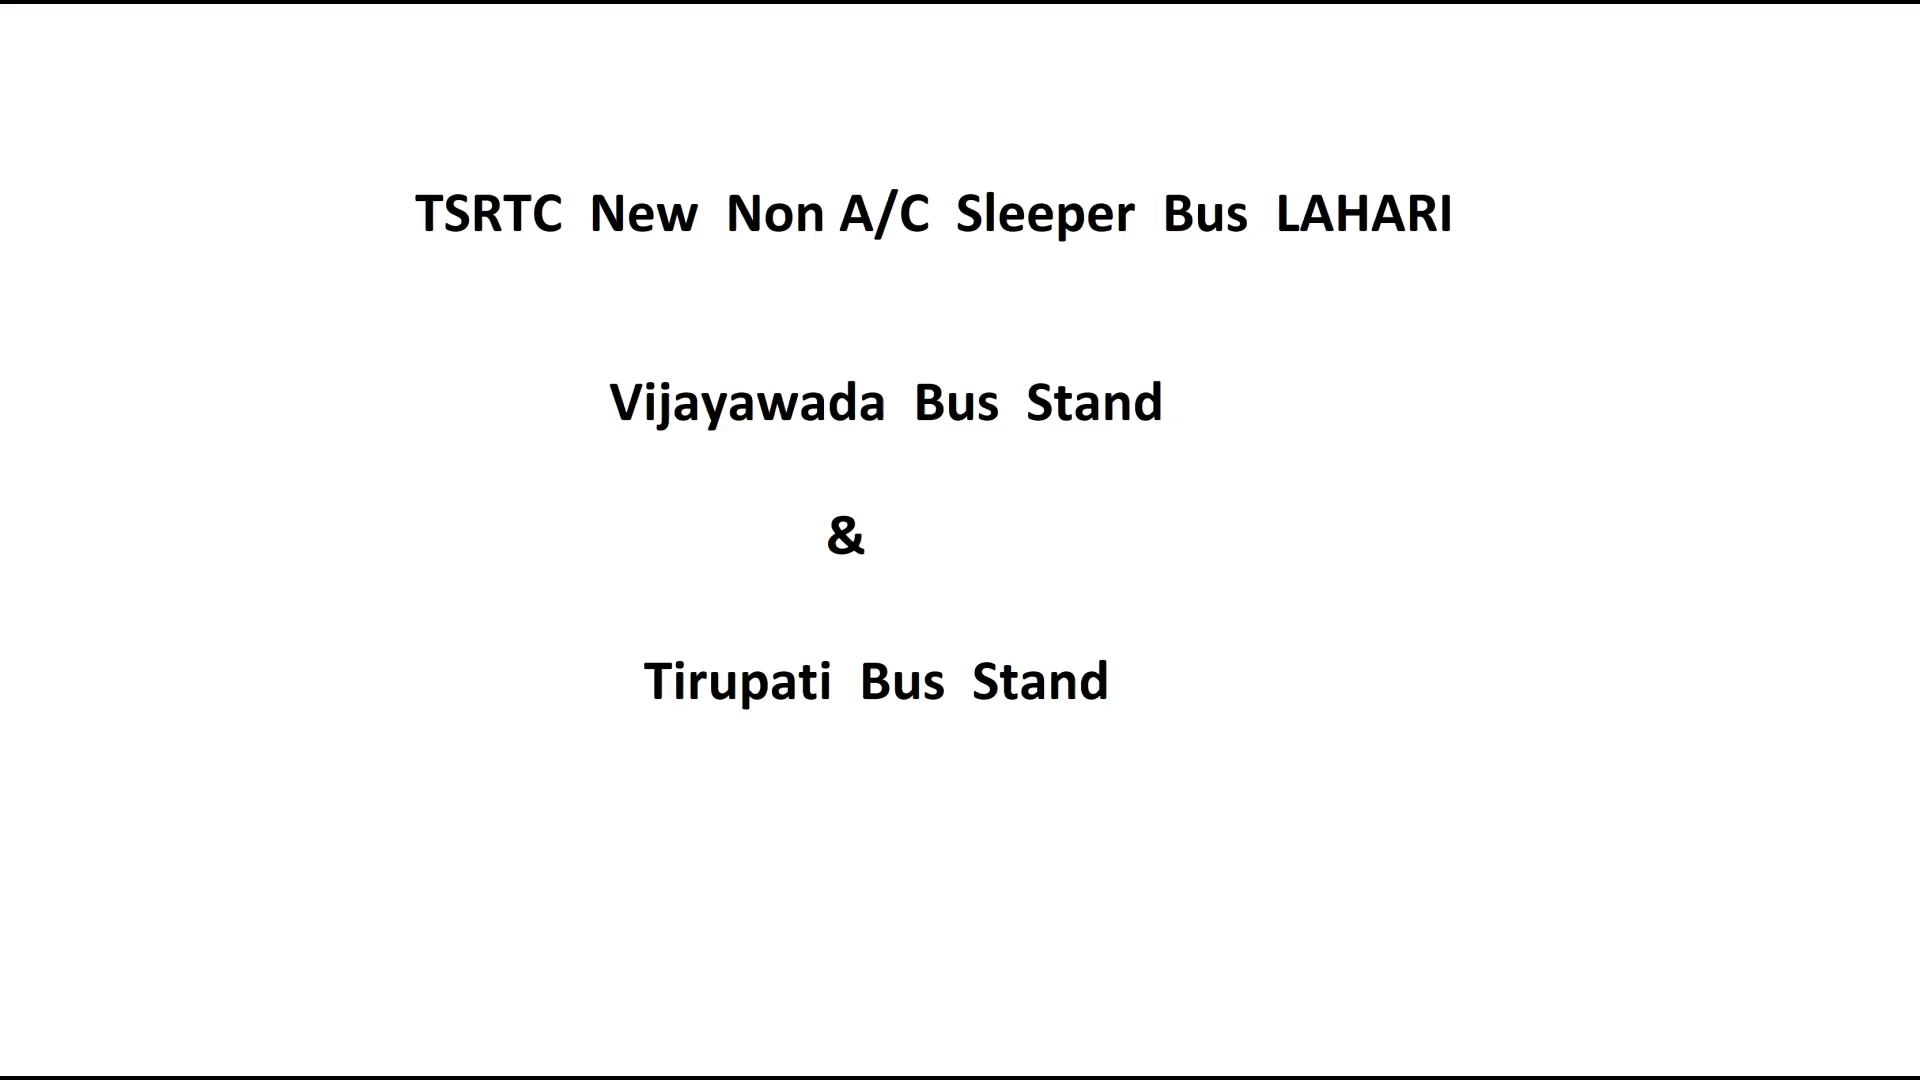 TSRTC New Non A/C Sleeper Bus LAHARI
Vijayawada Bus Stand
&
Tirupati Bus Stand